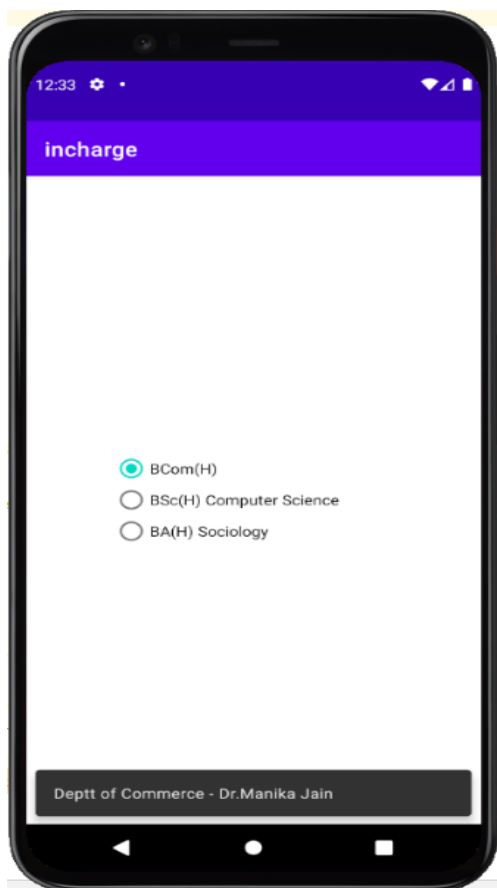 12:33
incharge
BCom(H)
BSc(H) Computer Science
BA(H) Sociology
Deptt of Commerce - Dr.Manika Jain